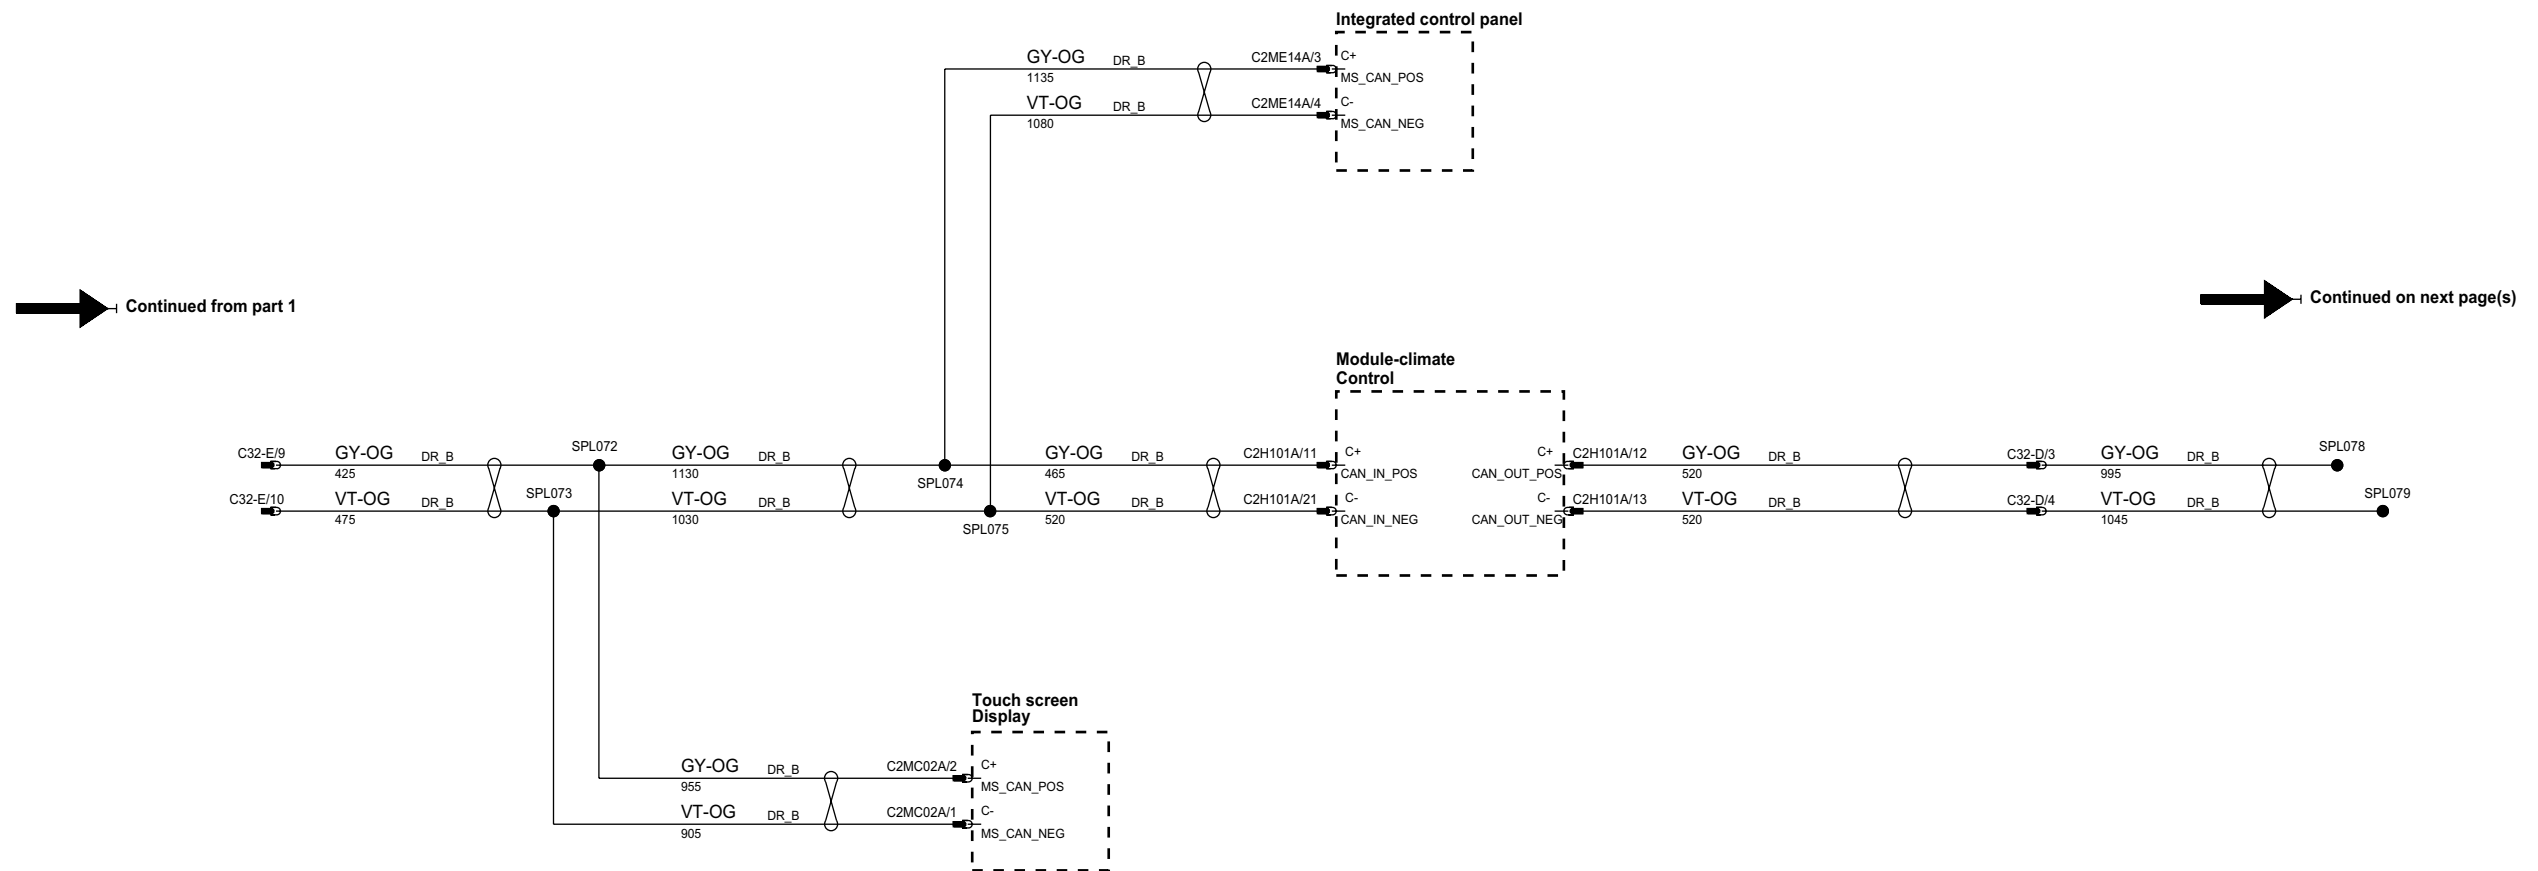 Integrated control panel
GY-OG DR_B C2ME14A/3 C+
1135 MS_CAN_POS
VT-OG DR_B C2ME14A/4 C-
1080 MS_CAN_NEG
Continued from part 1
Continued on next page(s)
Module-climate
Control
C32-E/9 GY-OG DR_B SPL072 GY-OG DR_B GY-OG DR_B C2H101A/11 C+ C+ C2H101A/12 GY-OG DR_B C32-D/3 GY-OG DR_B SPL078
425 1130 SPL074 465 CAN_IN_POS CAN_OUT_POS 520 995
C32-E/10 VT-OG DR_B SPL073 VT-OG DR_B VT-OG DR_B C2H101A/21 C- C- C2H101A/13 VT-OG DR_B C32-D/4 VT-OG DR_B SPL079
475 1030 SPL075 520 CAN_IN_NEG CAN_OUT_NEG 520 1045
Touch screen
Display
GY-OG DR_B C2MC02A/2 C+
955 MS_CAN_POS
VT-OG DR_B C2MC02A/1 C-
905 MS_CAN_NEG